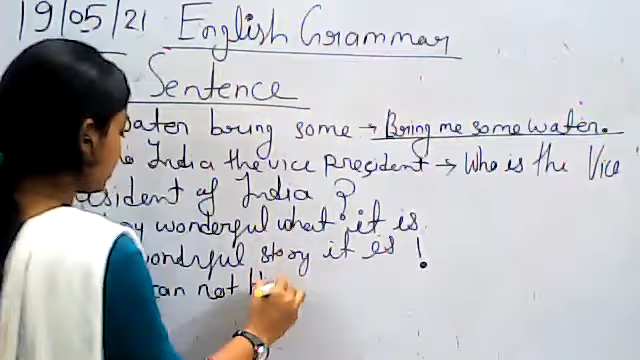 19/05/21 English Grammar
Sentence
water bring some → Bring me some water.
India the vice president → Who is the Vice
resident of India ?
wonderful what it is
wonderful story it is !
can not